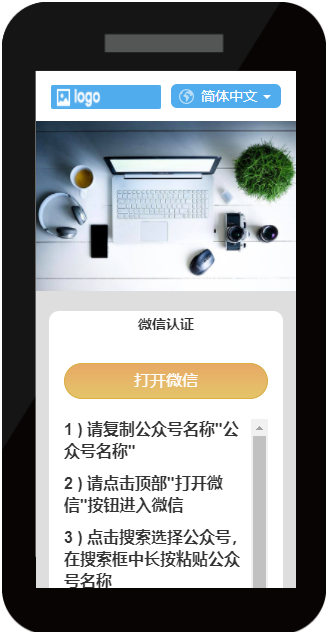 logo
简体中文
微信认证
打开微信
1 ) 请复制公众号名称"公
众号名称"
2 ) 请点击顶部"打开微
信"按钮进入微信
3 ) 点击搜索选择公众号，
在搜索框中长按粘贴公众
号名称